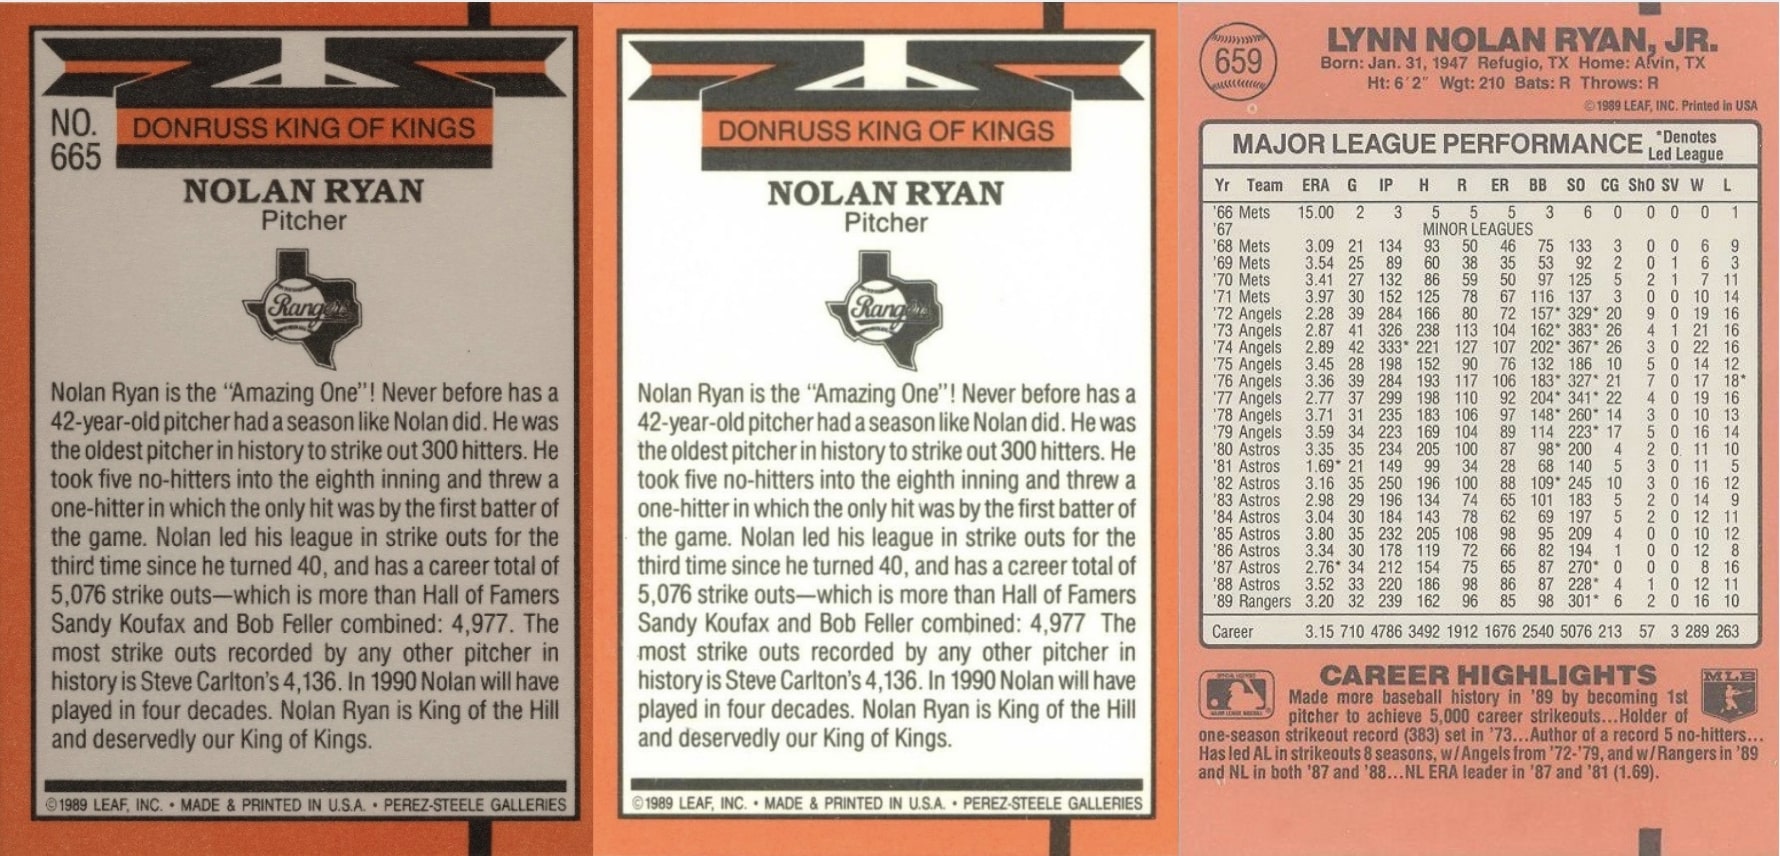 NO.
665
DONRUSS KING OF KINGS
NOLAN RYAN
Pitcher
Rangers
Nolan Ryan is the “Amazing One”! Never before has a
42-year-old pitcher had a season like Nolan did. He was
the oldest pitcher in history to strike out 300 hitters. He
took five no-hitters into the eighth inning and threw a
one-hitter in which the only hit was by the first batter of
the game. Nolan led his league in strike outs for the
third time since he turned 40, and has a career total of
5,076 strike outs—which is more than Hall of Famers
Sandy Koufax and Bob Feller combined: 4,977. The
most strike outs recorded by any other pitcher in
history is Steve Carlton’s 4,136. In 1990 Nolan will have
played in four decades. Nolan Ryan is King of the Hill
and deservedly our King of Kings.
©1989 LEAF, INC. • MADE & PRINTED IN U.S.A. • PEREZ-STEELE GALLERIES
DONRUSS KING OF KINGS
NOLAN RYAN
Pitcher
Rangers
Nolan Ryan is the “Amazing One”! Never before has a
42-year-old pitcher had a season like Nolan did. He was
the oldest pitcher in history to strike out 300 hitters. He
took five no-hitters into the eighth inning and threw a
one-hitter in which the only hit was by the first batter of
the game. Nolan led his league in strike outs for the
third time since he turned 40, and has a career total of
5,076 strike outs—which is more than Hall of Famers
Sandy Koufax and Bob Feller combined: 4,977 The
most strike outs recorded by any other pitcher in
history is Steve Carlton’s 4,136. In 1990 Nolan will have
played in four decades. Nolan Ryan is King of the Hill
and deservedly our King of Kings.
©1989 LEAF, INC. • MADE & PRINTED IN U.S.A. • PEREZ-STEELE GALLERIES
659
LYNN NOLAN RYAN, JR.
Born: Jan. 31, 1947 Refugio, TX Home: Alvin, TX
Ht: 6'2" Wgt: 210 Bats: R Throws: R
©1989 LEAF, INC. Printed in USA
MAJOR LEAGUE PERFORMANCE *Denotes
Led League
Yr Team ERA G IP H R ER BB SO CG ShO SV W L
'66 Mets 15.00 2 3 5 5 5 3 6 0 0 0 0 1
'67 MINOR LEAGUES
'68 Mets 3.09 21 134 93 50 46 75 133 3 0 0 6 9
'69 Mets 3.54 25 89 60 38 35 53 92 2 0 1 6 3
'70 Mets 3.41 27 132 86 59 50 97 125 5 2 1 7 11
'71 Mets 3.97 30 152 125 78 67 116 137 3 0 0 10 14
'72 Angels 2.28 39 284 166 80 72 157* 329* 20 9 0 19 16
'73 Angels 2.87 41 326 238 113 104 162* 383* 26 4 1 21 16
'74 Angels 2.89 42 333* 221 127 107 202* 367* 26 3 0 22 16
'75 Angels 3.45 28 198 152 90 76 132 186 10 5 0 14 12
'76 Angels 3.36 39 284 193 117 106 183* 327* 21 7 0 17 18*
'77 Angels 2.77 37 299 198 110 92 204* 341* 22 4 0 19 16
'78 Angels 3.71 31 235 183 106 97 148* 260* 14 3 0 10 13
'79 Angels 3.59 34 223 169 104 89 114 223* 17 5 0 16 14
'80 Astros 3.35 35 234 205 100 87 98* 200 4 2 0 11 10
'81 Astros 1.69* 21 149 99 34 28 68 140 5 3 0 11 5
'82 Astros 3.16 35 250 196 100 88 109* 245 10 3 0 16 12
'83 Astros 2.98 29 196 134 74 65 101 183 5 2 0 14 9
'84 Astros 3.04 30 184 143 78 62 69 197 5 2 0 12 11
'85 Astros 3.80 35 232 205 108 98 95 209 4 0 0 10 12
'86 Astros 3.34 30 178 119 72 66 82 194 1 0 0 12 8
'87 Astros 2.76* 34 212 154 75 65 87 270* 0 0 0 8 16
'88 Astros 3.52 33 220 186 98 86 87 228* 4 1 0 12 11
'89 Rangers 3.20 32 239 162 96 85 98 301* 6 2 0 16 10
Career 3.15 710 4786 3492 1912 1676 2540 5076 213 57 3 289 263
CAREER HIGHLIGHTS
MLB
Made more baseball history in '89 by becoming 1st
pitcher to achieve 5,000 career strikeouts...Holder of
one-season strikeout record (383) set in '73...Author of a record 5 no-hitters...
Has led AL in strikeouts 8 seasons, w/Angels from '72-'79, and w/Rangers in '89
and NL in both '87 and '88...NL ERA leader in '87 and '81 (1.69).